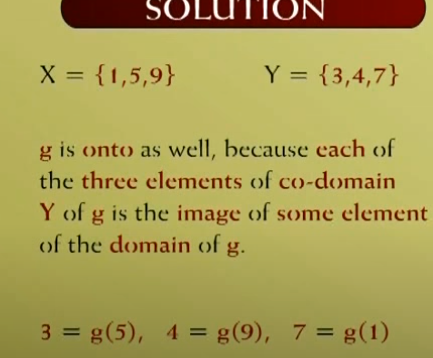 SOLUTION
X = {1,5,9} Y = {3,4,7}
g is onto as well, because each of
the three elements of co-domain
Y of g is the image of some element
of the domain of g.
3 = g(5), 4 = g(9), 7 = g(1)